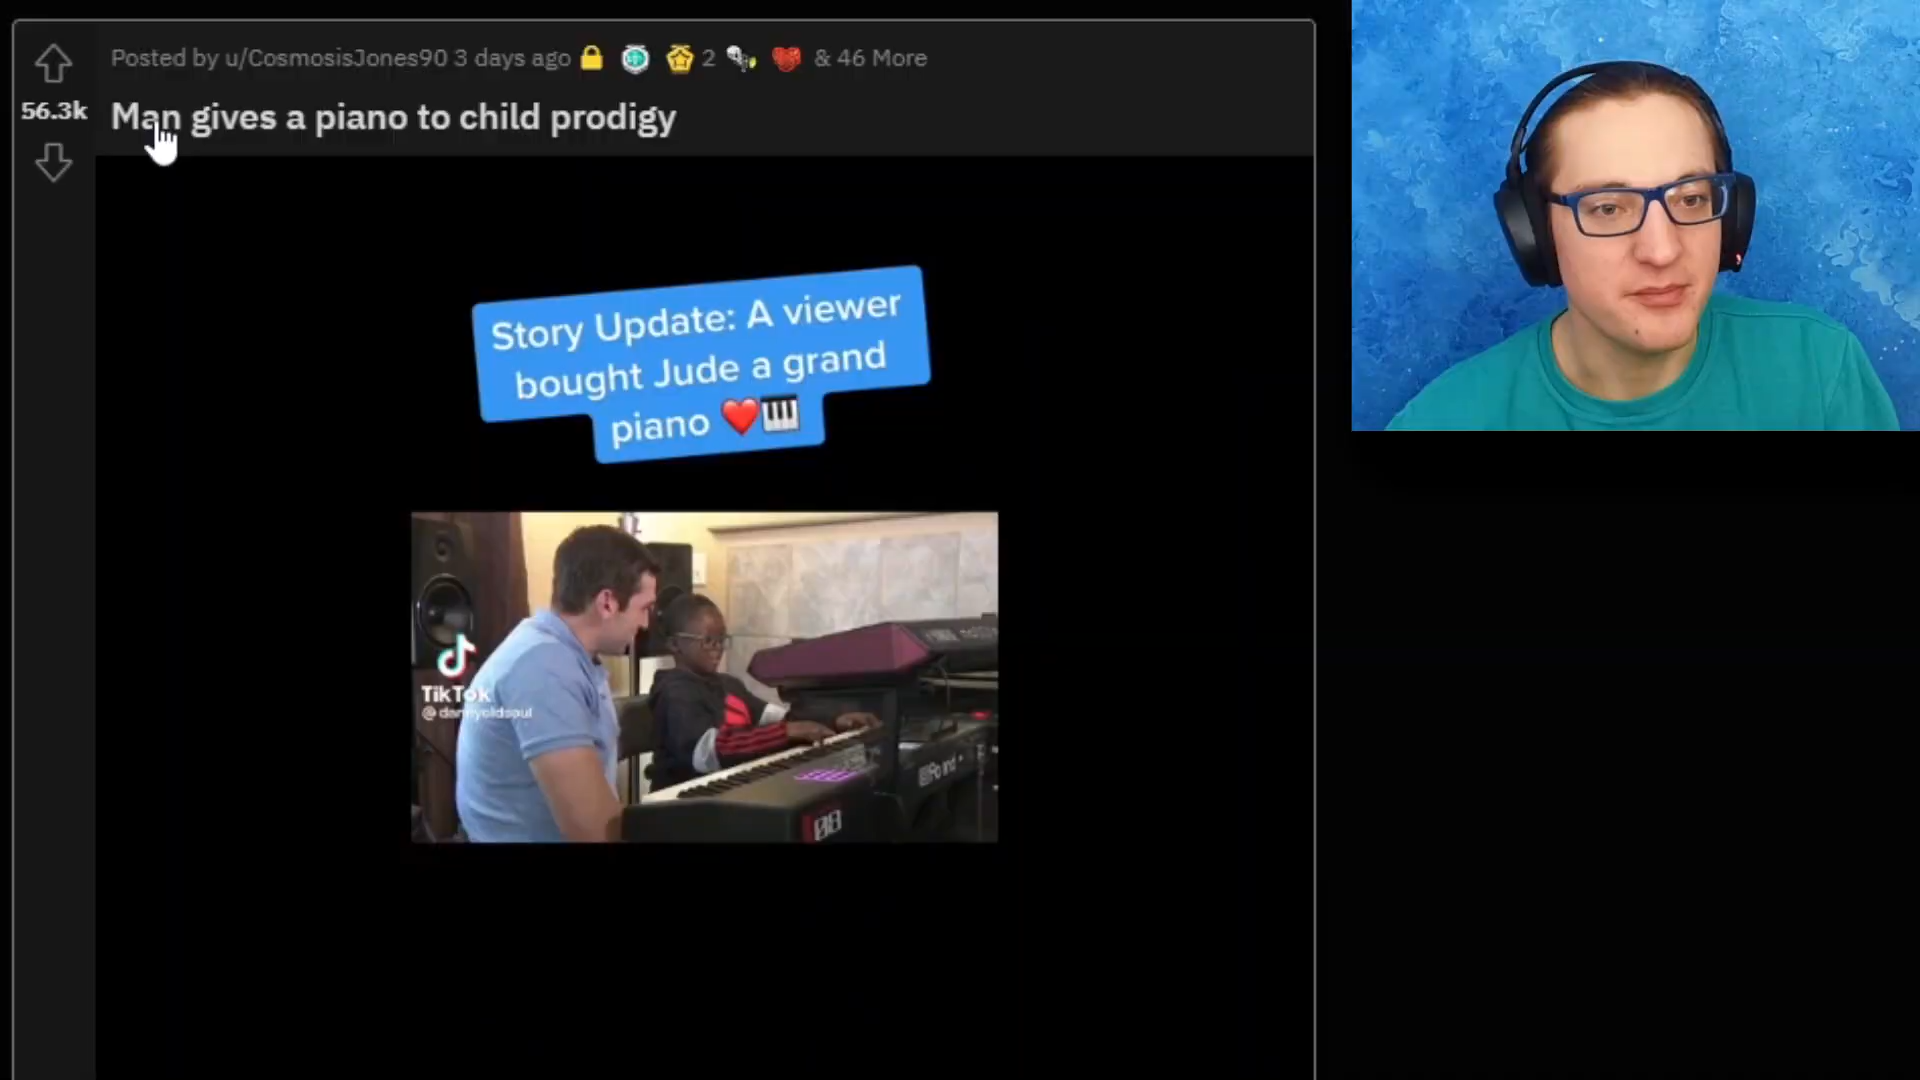 Posted by u/CosmosisJones90 3 days ago 2 & 46 More
56.3k
Man gives a piano to child prodigy
Story Update: A viewer
bought Jude a grand
piano ❤️🎹
TikTok
Roland
08